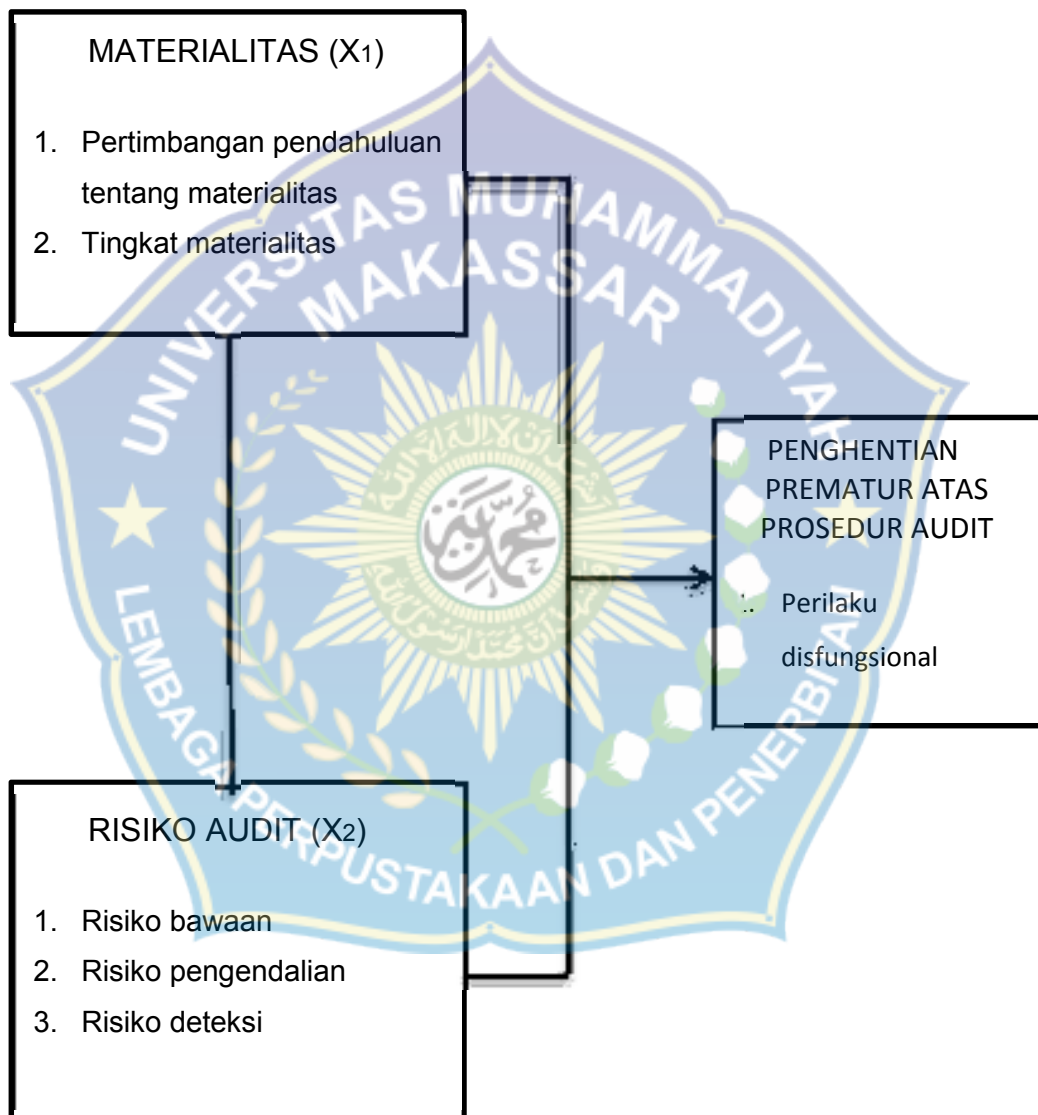 MATERIALITAS (X1)
1. Pertimbangan pendahuluan
tentang materialitas
2. Tingkat materialitas
UNIVERSITAS MUHAMMADIYAH
MAKASSAR
PENGHENTIAN
PREMATUR ATAS
PROSEDUR AUDIT
Perilaku
disfungsional
RISIKO AUDIT (X2)
1. Risiko bawaan
2. Risiko pengendalian
3. Risiko deteksi
LEMBAGA PERPUSTAKAAN DAN PENERBITAN